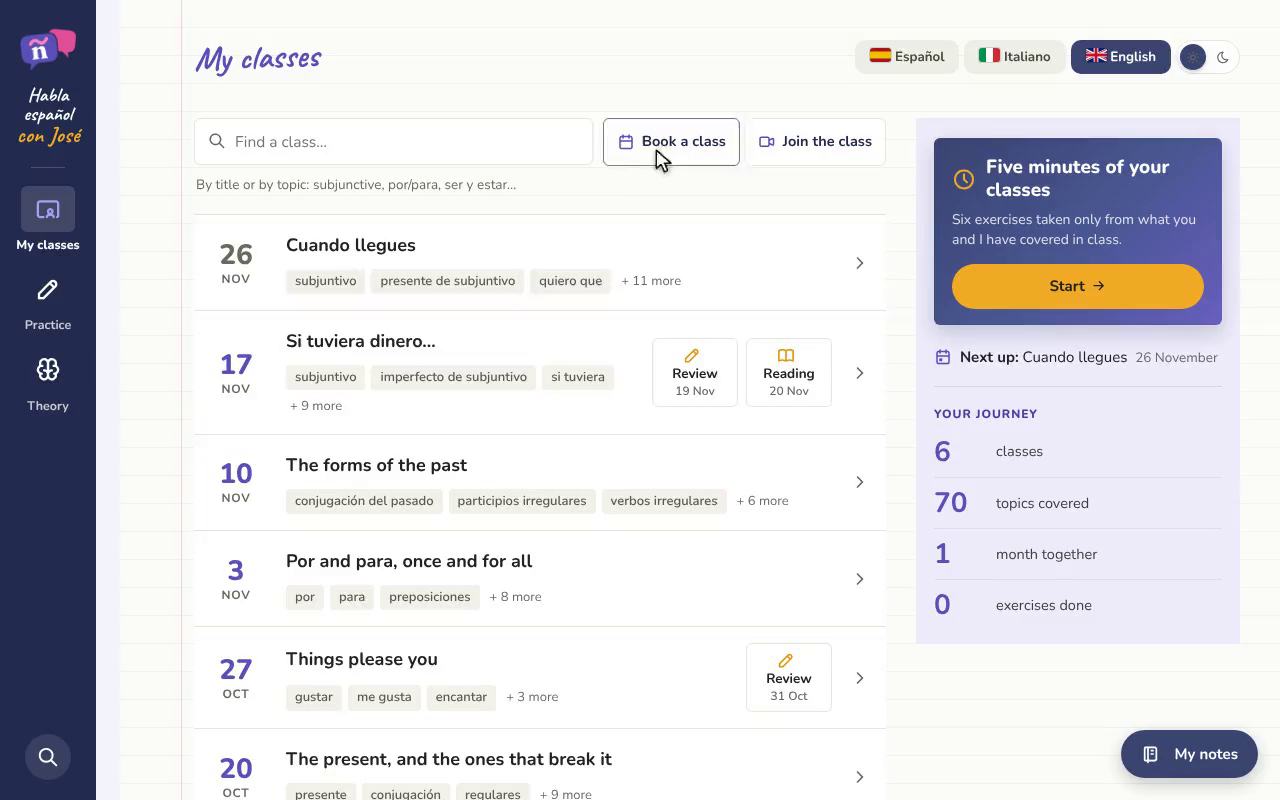 ñ
Habla
español
con José
My classes
Practice
Theory
My classes
Español
Italiano
English
Find a class...
Book a class
Join the class
By title or by topic: subjunctive, por/para, ser y estar...
26
NOV
Cuando llegues
subjuntivo
presente de subjuntivo
quiero que
+ 11 more
17
NOV
Si tuviera dinero...
subjuntivo
imperfecto de subjuntivo
si tuviera
+ 9 more
Review
19 Nov
Reading
20 Nov
10
NOV
The forms of the past
conjugación del pasado
participios irregulares
verbos irregulares
+ 6 more
3
NOV
Por and para, once and for all
por
para
preposiciones
+ 8 more
27
OCT
Things please you
gustar
me gusta
encantar
+ 3 more
Review
31 Oct
20
OCT
The present, and the ones that break it
presente
conjugación
regulares
+ 9 more
Five minutes of your
classes
Six exercises taken only from what you
and I have covered in class.
Start →
Next up: Cuando llegues 26 November
YOUR JOURNEY
6 classes
70 topics covered
1 month together
0 exercises done
My notes